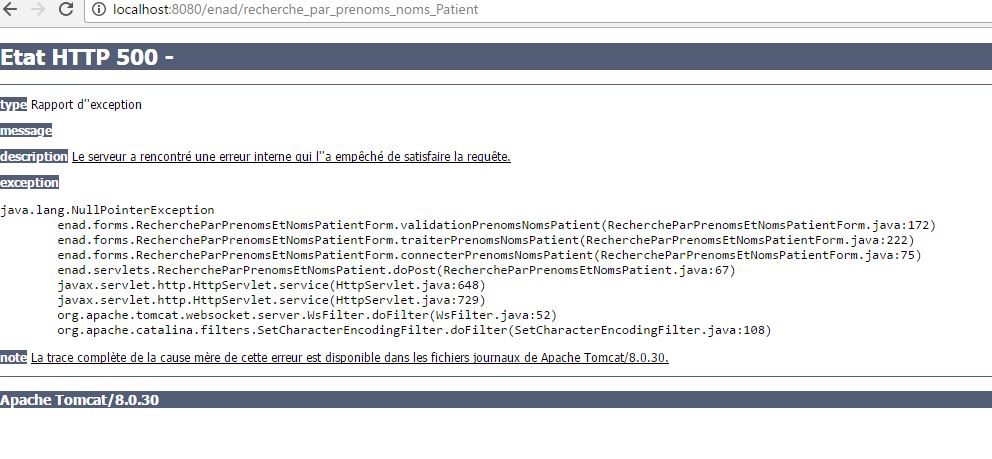 localhost:8080/enad/recherche_par_prenoms_noms_Patient
Etat HTTP 500 -
type Rapport d''exception
message
description Le serveur a rencontré une erreur interne qui l''a empêché de satisfaire la requête.
exception
java.lang.NullPointerException
enad.forms.RechercheParPrenomsEtNomsPatientForm.validationPrenomsNomsPatient(RechercheParPrenomsEtNomsPatientForm.java:172)
enad.forms.RechercheParPrenomsEtNomsPatientForm.traiterPrenomsNomsPatient(RechercheParPrenomsEtNomsPatientForm.java:222)
enad.forms.RechercheParPrenomsEtNomsPatientForm.connecterPrenomsNomsPatient(RechercheParPrenomsEtNomsPatientForm.java:75)
enad.servlets.RechercheParPrenomsEtNomsPatient.doPost(RechercheParPrenomsEtNomsPatient.java:67)
javax.servlet.http.HttpServlet.service(HttpServlet.java:648)
javax.servlet.http.HttpServlet.service(HttpServlet.java:729)
org.apache.tomcat.websocket.server.WsFilter.doFilter(WsFilter.java:52)
org.apache.catalina.filters.SetCharacterEncodingFilter.doFilter(SetCharacterEncodingFilter.java:108)
note La trace complète de la cause mère de cette erreur est disponible dans les fichiers journaux de Apache Tomcat/8.0.30.
Apache Tomcat/8.0.30